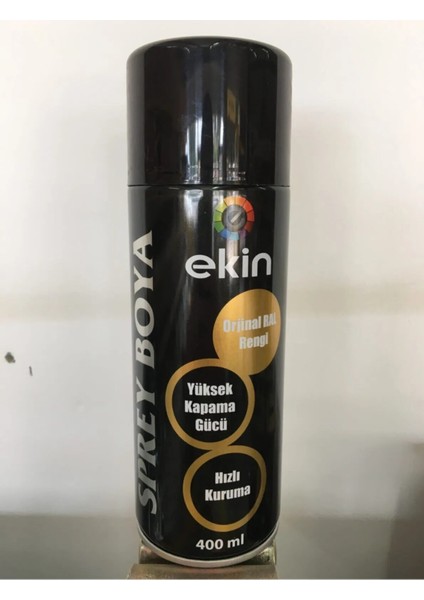 ekin
SPREY BOYA
Orjinal RAL
Rengi
Yüksek
Kapama
Gücü
Hızlı
Kuruma
400 ml